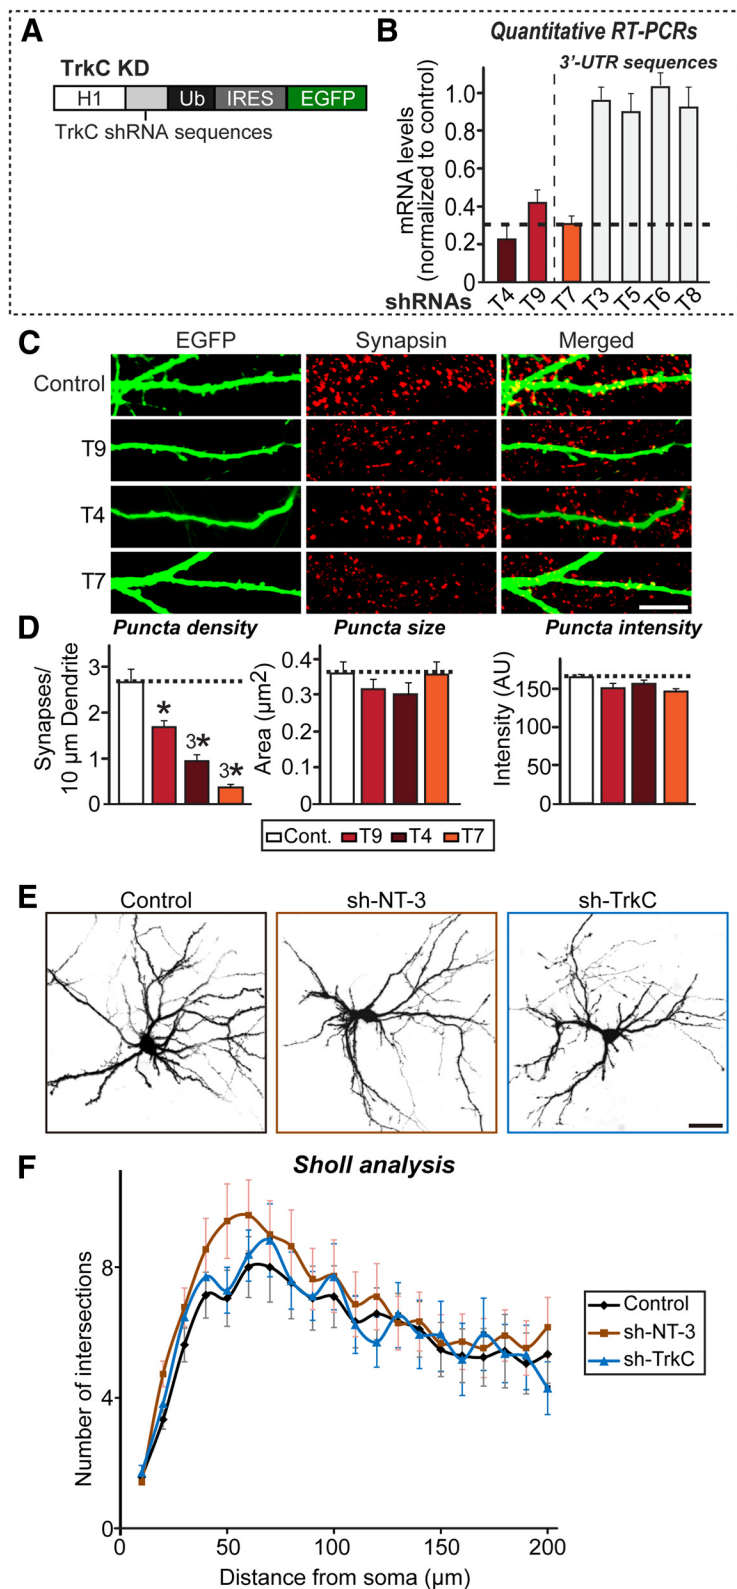 A
TrkC KD
H1 Ub IRES EGFP
TrkC shRNA sequences
B
Quantitative RT-PCRs
3'-UTR sequences
mRNA levels
(normalized to control)
1.0
0.8
0.6
0.4
0.2
0
shRNAs
T4 T9 T7 T3 T5 T6 T8
C
EGFP Synapsin Merged
Control
T9
T4
T7
D
Puncta density
Synapses/
10 μm Dendrite
3
2
1
0
* 3* 3*
Puncta size
Area (μm2)
0.4
0.3
0.2
0.1
0
Puncta intensity
Intensity (AU)
150
100
50
0
Cont. T9 T4 T7
E
Control sh-NT-3 sh-TrkC
F
Sholl analysis
Number of intersections
8
4
0
0 50 100 150 200
Distance from soma (μm)
Control
sh-NT-3
sh-TrkC